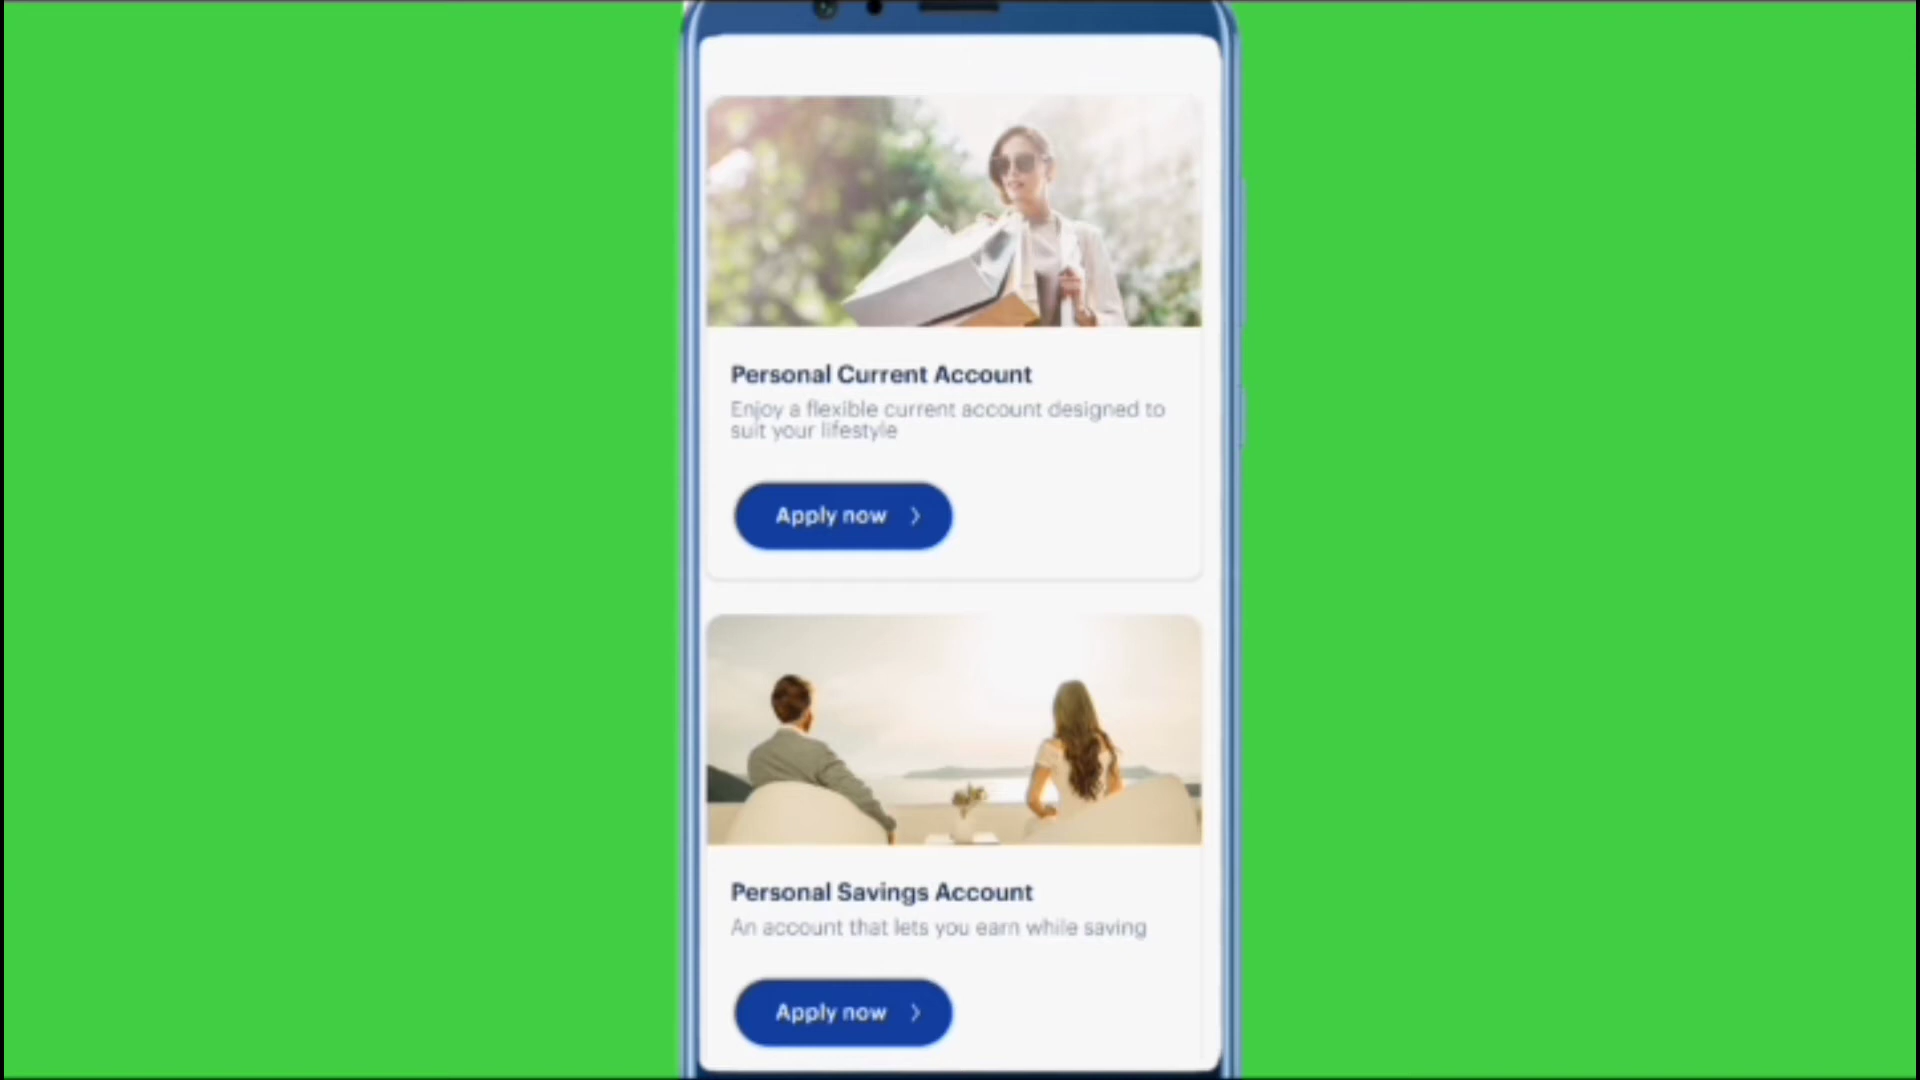 Personal Current Account
Enjoy a flexible current account designed to
suit your lifestyle
Apply now
Personal Savings Account
An account that lets you earn while saving
Apply now